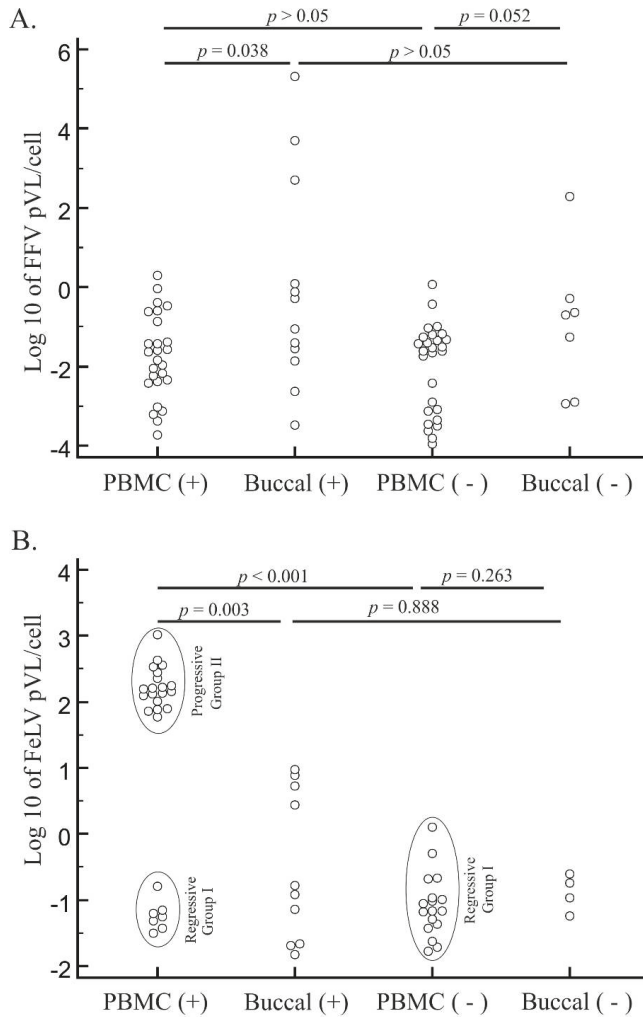 A.
p > 0.05
p = 0.052
p = 0.038
p > 0.05
Log 10 of FFV pVL/cell
6
4
2
0
-2
-4
PBMC (+)
Buccal (+)
PBMC ( - )
Buccal ( - )
B.
p < 0.001
p = 0.263
p = 0.003
p = 0.888
Log 10 of FeLV pVL/cell
4
3
2
1
0
-1
-2
Progressive
Group II
Regressive
Group I
Regressive
Group I
PBMC (+)
Buccal (+)
PBMC ( - )
Buccal ( - )